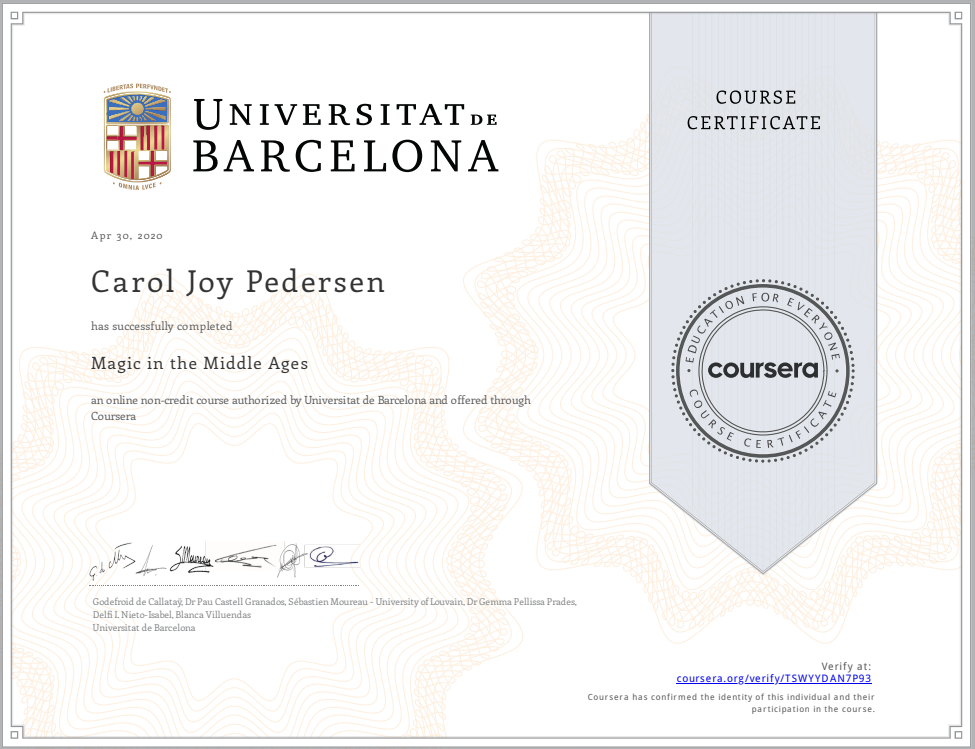 LIBERTAS PERFVNDET
OMNIA LVCE
UNIVERSITAT DE
BARCELONA
COURSE
CERTIFICATE
Apr 30, 2020
Carol Joy Pedersen
has successfully completed
Magic in the Middle Ages
an online non-credit course authorized by Universitat de Barcelona and offered through
Coursera
EDUCATION FOR EVERYONE
coursera
COURSE CERTIFICATE
Godefroid de Callataÿ, Dr Pau Castell Granados, Sébastien Moureau - University of Louvain, Dr Gemma Pellissa Prades,
Delfi I. Nieto-Isabel, Blanca Villuendas
Universitat de Barcelona
Verify at:
coursera.org/verify/TSWYYDAN7P93
Coursera has confirmed the identity of this individual and their
participation in the course.